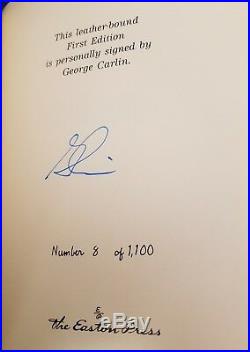 This leather-bound
First Edition
is personally signed by
George Carlin.
Number 8 of 1,100
the Easton Press